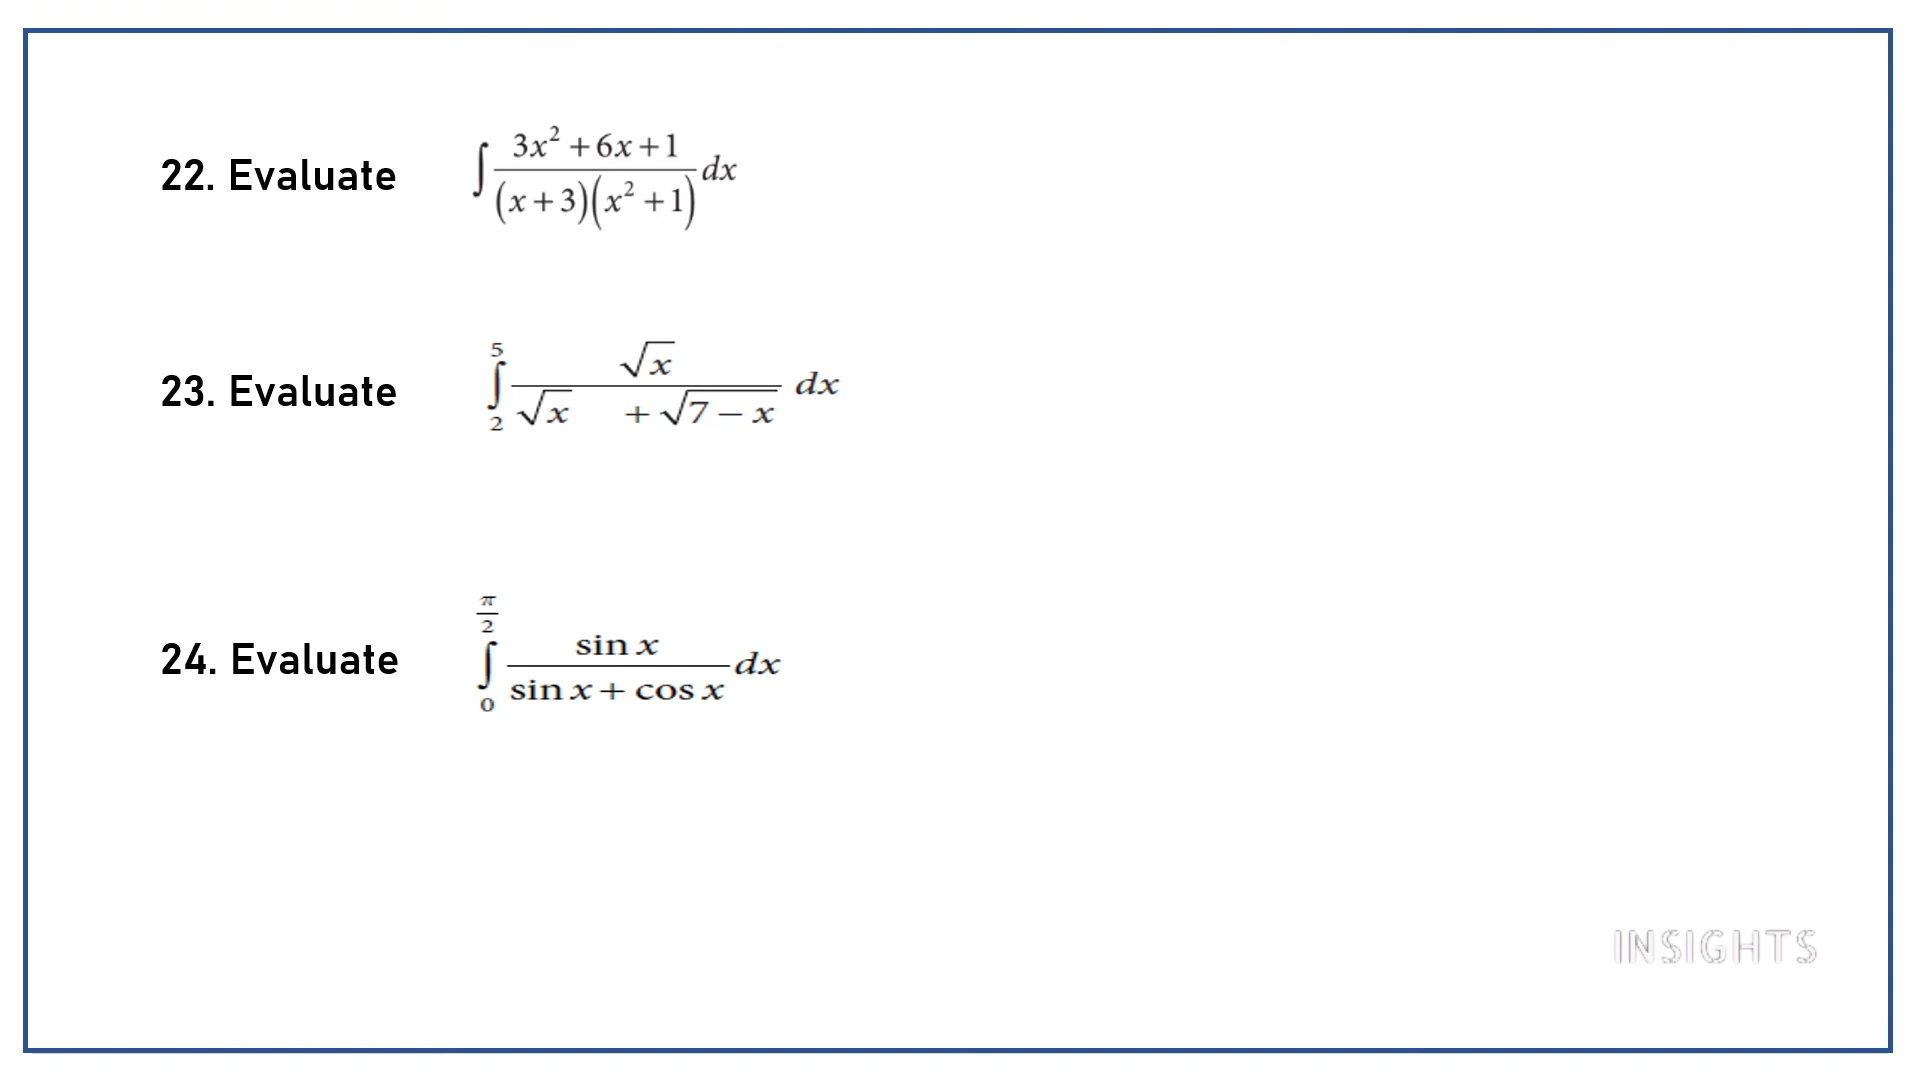 22. Evaluate ∫ (3x² + 6x + 1) / ((x + 3)(x² + 1)) dx
23. Evaluate ∫₂⁵ √x / (√x + √(7 − x)) dx
24. Evaluate ∫₀^(π/2) sin x / (sin x + cos x) dx
INSIGHTS